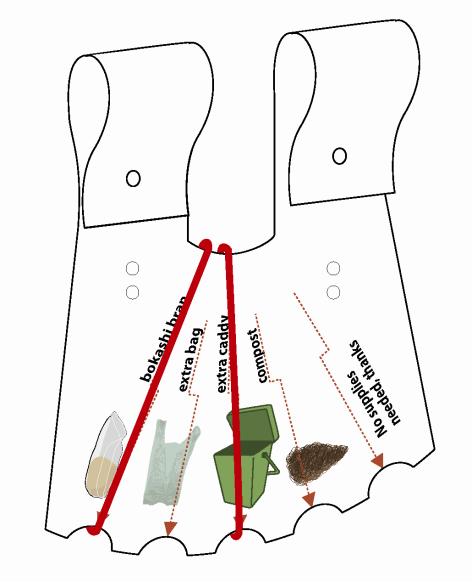 bokashi bran
extra bag
extra caddy
compost
No supplies
needed, thanks